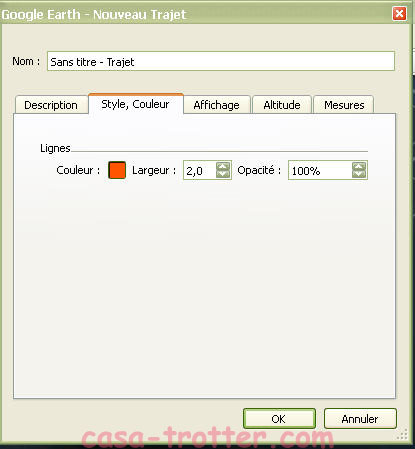 Google Earth - Nouveau Trajet
Nom : Sans titre - Trajet
Description Style, Couleur Affichage Altitude Mesures
Lignes
Couleur : Largeur : 2,0 Opacité : 100%
OK Annuler
casa-trotter.com